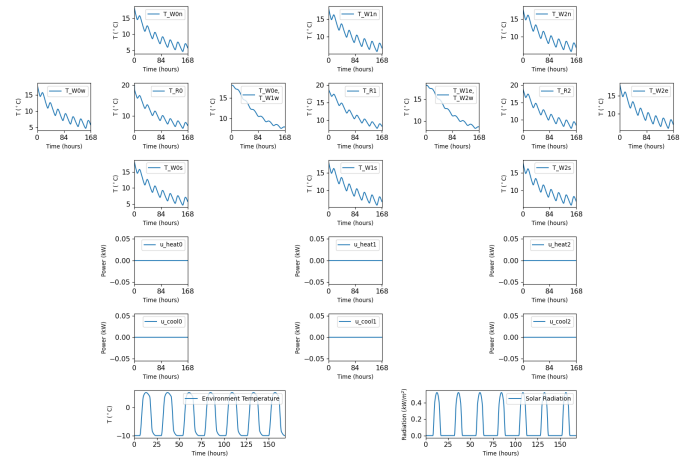 T_W0n
T_W1n
T_W2n
15
10
5
T (°C)
0 84 168
Time (hours)
15
10
T (°C)
0 84 168
Time (hours)
15
10
T (°C)
0 84 168
Time (hours)
T_W0w
15
10
5
T (°C)
0 84 168
Time (hours)
T_R0
20
10
T (°C)
0 84 168
Time (hours)
T_W0e,
T_W1w
15
10
T (°C)
0 84 168
Time (hours)
T_R1
20
15
10
T (°C)
0 84 168
Time (hours)
T_W1e,
T_W2w
15
10
T (°C)
0 84 168
Time (hours)
T_R2
20
10
T (°C)
0 84 168
Time (hours)
T_W2e
15
10
5
T (°C)
0 84 168
Time (hours)
T_W0s
15
10
5
T (°C)
0 84 168
Time (hours)
T_W1s
15
10
T (°C)
0 84 168
Time (hours)
T_W2s
15
10
T (°C)
0 84 168
Time (hours)
u_heat0
0.05
0.00
−0.05
Power (kW)
0 84 168
Time (hours)
u_heat1
0.05
0.00
−0.05
Power (kW)
0 84 168
Time (hours)
u_heat2
0.05
0.00
−0.05
Power (kW)
0 84 168
Time (hours)
u_cool0
0.05
0.00
−0.05
Power (kW)
0 84 168
Time (hours)
u_cool1
0.05
0.00
−0.05
Power (kW)
0 84 168
Time (hours)
u_cool2
0.05
0.00
−0.05
Power (kW)
0 84 168
Time (hours)
Environment Temperature
0
−10
T (°C)
0 25 50 75 100 125 150
Time (hours)
Solar Radiation
0.4
0.2
0.0
Radiation (kW/m²)
0 25 50 75 100 125 150
Time (hours)